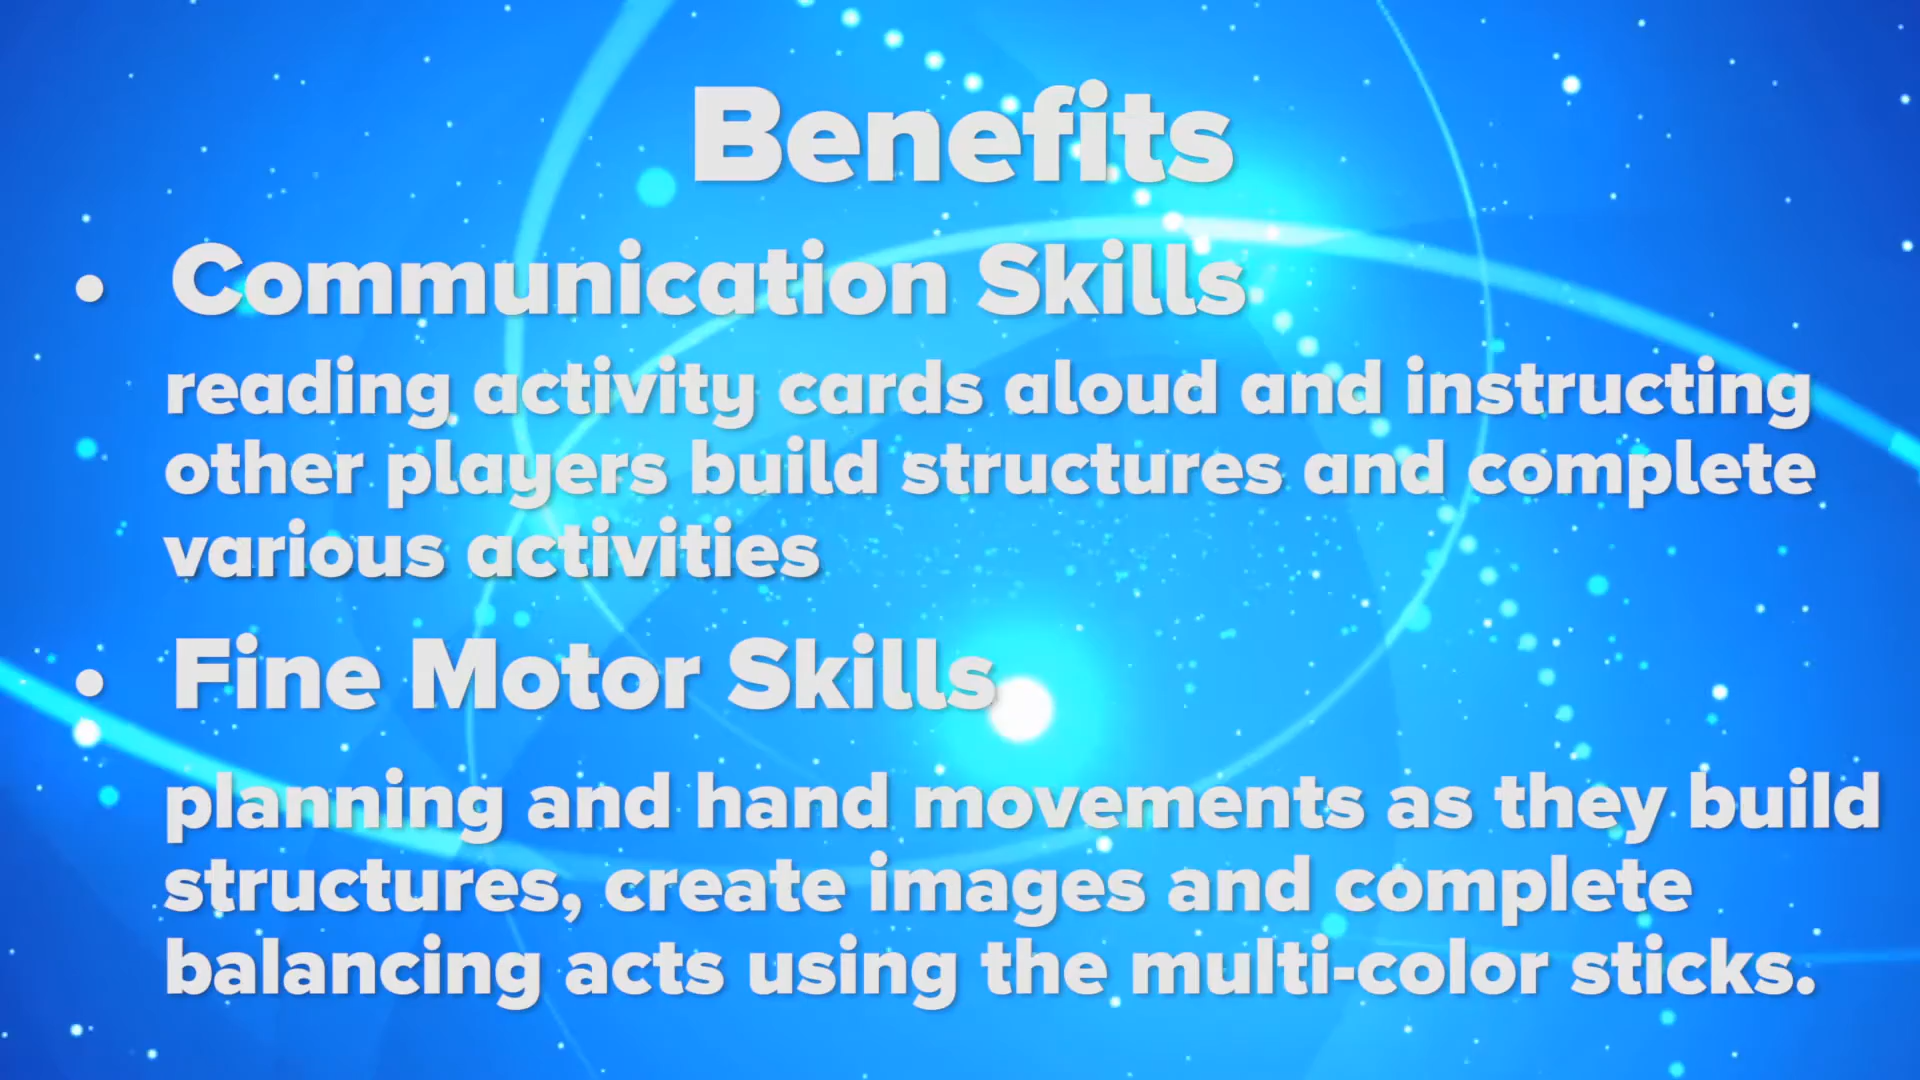 Benefits
• Communication Skills
reading activity cards aloud and instructing
other players build structures and complete
various activities
• Fine Motor Skills
planning and hand movements as they build
structures, create images and complete
balancing acts using the multi-color sticks.